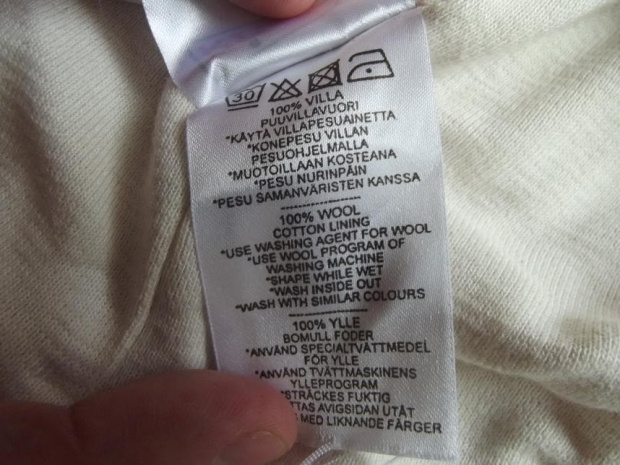 30
100% VILLA
PUUVILLAVUORI
*KÄYTÄ VILLAPESUAINETTA
*KONEPESU VILLAN
PESUOHJELMALLA
*MUOTOILLAAN KOSTEANA
*PESU NURINPÄIN
*PESU SAMANVÄRISTEN KANSSA
---------------
100% WOOL
COTTON LINING
*USE WASHING AGENT FOR WOOL
*USE WOOL PROGRAM OF
WASHING MACHINE
*SHAPE WHILE WET
*WASH INSIDE OUT
*WASH WITH SIMILAR COLOURS
---------------
100% YLLE
BOMULL FODER
*ANVÄND SPECIALTVÄTTMEDEL
FÖR YLLE
*ANVÄND TVÄTTMASKINENS
YLLEPROGRAM
*STRÄCKES FUKTIG
TTAS AVIGSIDAN UTÅT
MED LIKNANDE FÄRGER